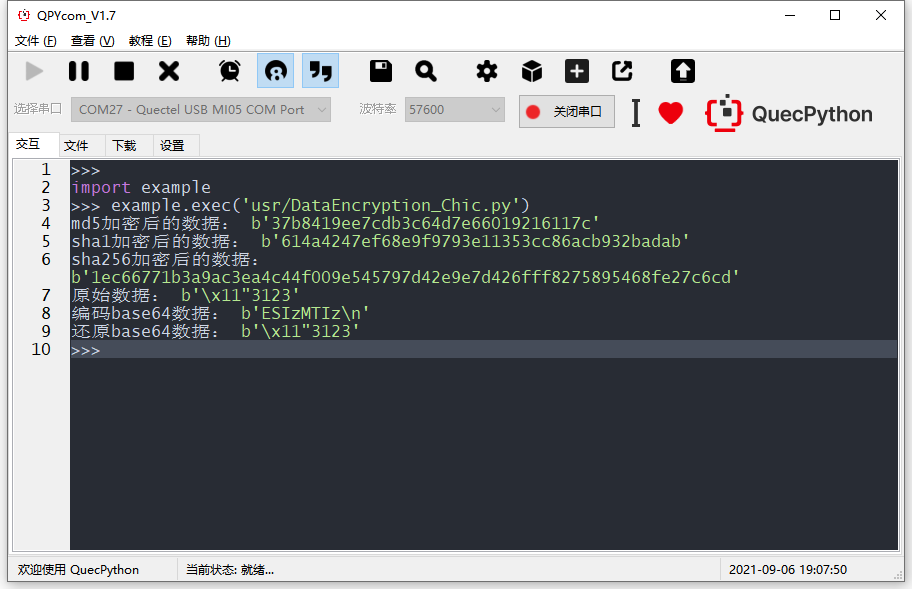 QPYcom_V1.7
文件 (F) 查看 (V) 教程 (E) 帮助 (H)
选择串口 COM27 - Quectel USB MI05 COM Port 波特率 57600 关闭串口 QuecPython
交互 文件 下载 设置
1 >>>
2 import example
3 >>> example.exec('usr/DataEncryption_Chic.py')
4 md5加密后的数据： b'37b8419ee7cdb3c64d7e66019216117c'
5 sha1加密后的数据： b'614a4247ef68e9f9793e11353cc86acb932badab'
6 sha256加密后的数据：
b'1ec66771b3a9ac3ea4c44f009e545797d42e9e7d426fff8275895468fe27c6cd'
7 原始数据： b'\x11"3123'
8 编码base64数据： b'ESIzMTIz\n'
9 还原base64数据： b'\x11"3123'
10 >>>
欢迎使用 QuecPython 当前状态: 就绪... 2021-09-06 19:07:50